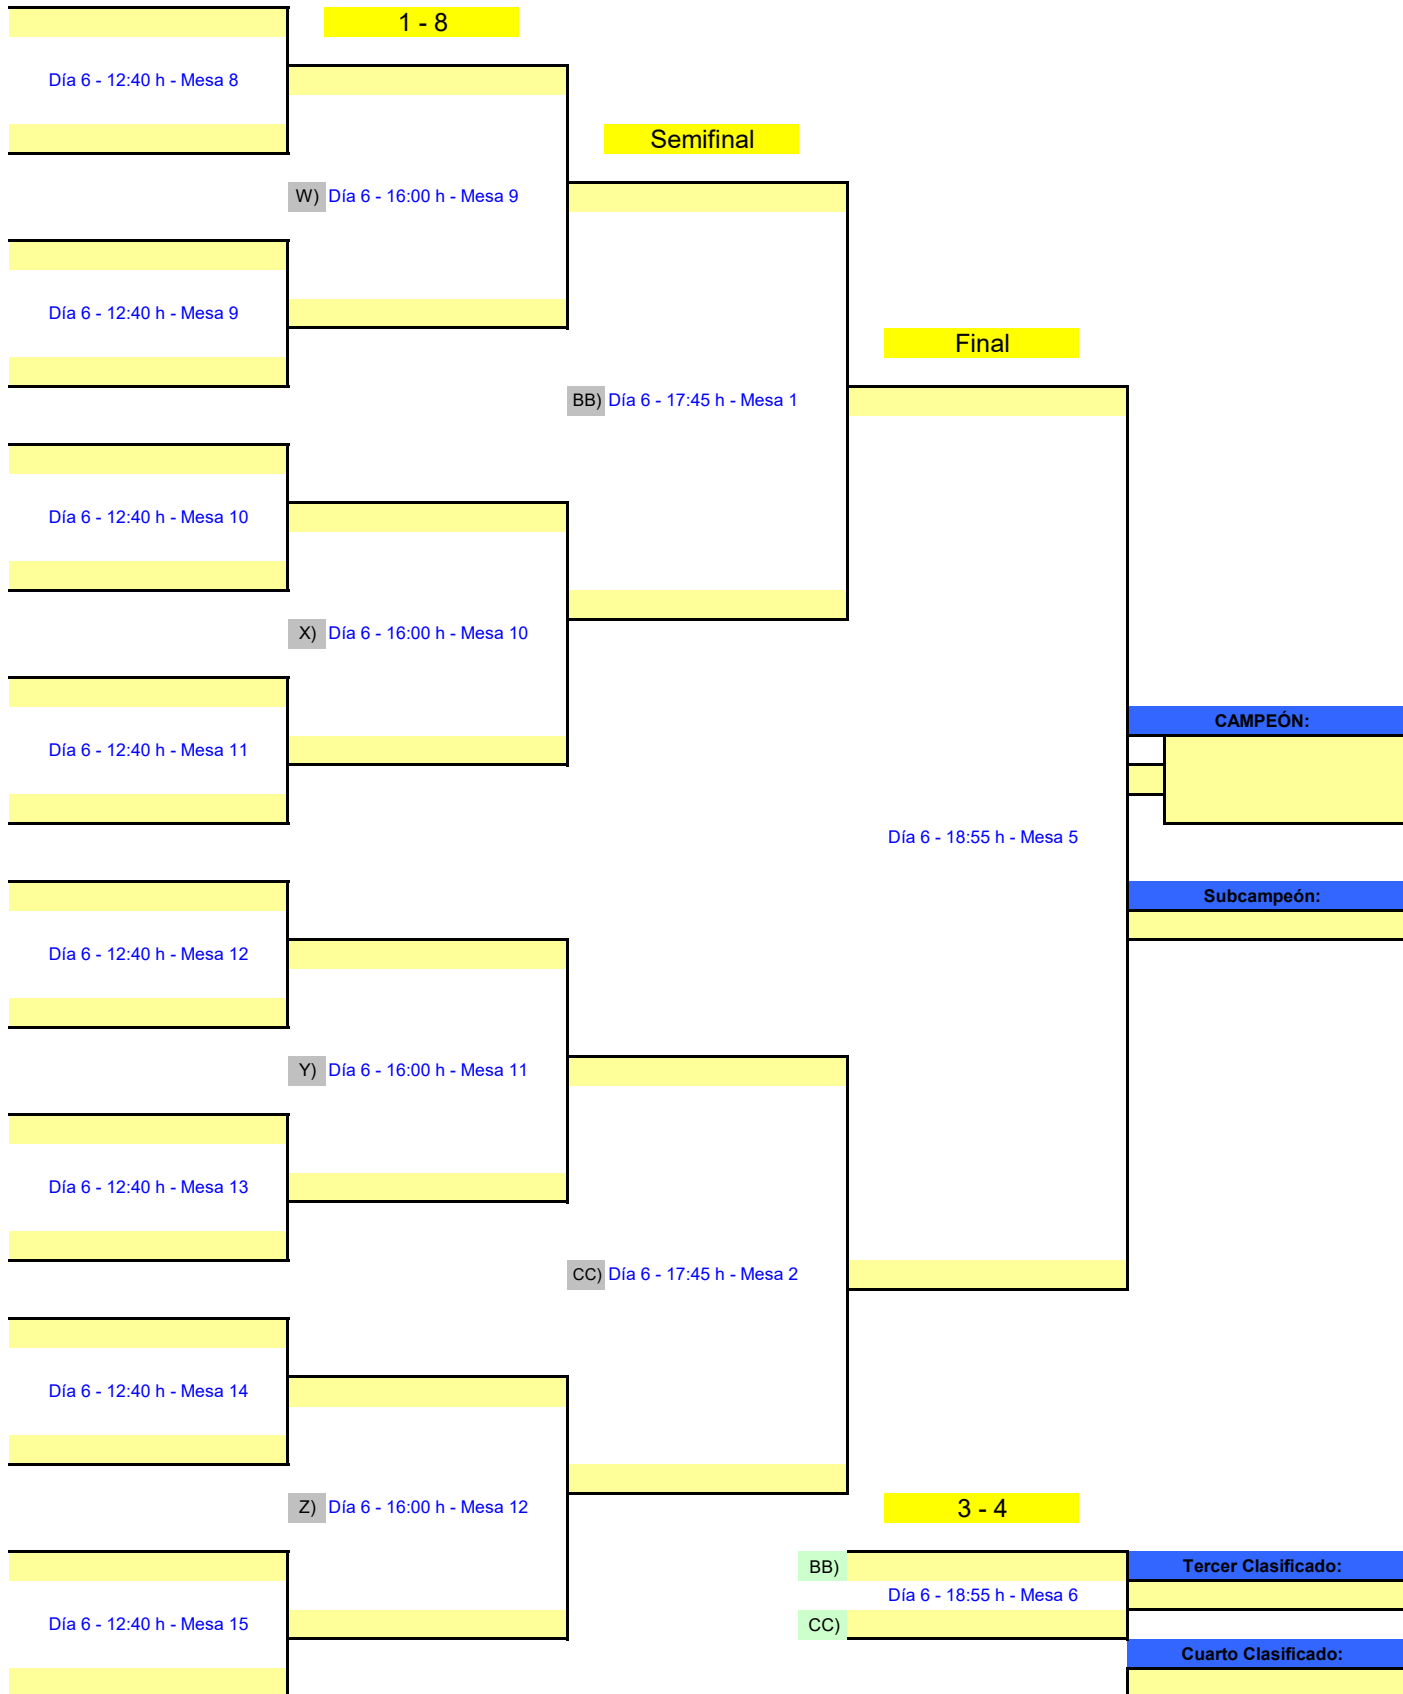 1 - 8
Día 6 - 12:40 h - Mesa 8
Semifinal
W) Día 6 - 16:00 h - Mesa 9
Día 6 - 12:40 h - Mesa 9
Final
BB) Día 6 - 17:45 h - Mesa 1
Día 6 - 12:40 h - Mesa 10
X) Día 6 - 16:00 h - Mesa 10
CAMPEÓN:
Día 6 - 12:40 h - Mesa 11
Día 6 - 18:55 h - Mesa 5
Subcampeón:
Día 6 - 12:40 h - Mesa 12
Y) Día 6 - 16:00 h - Mesa 11
Día 6 - 12:40 h - Mesa 13
CC) Día 6 - 17:45 h - Mesa 2
Día 6 - 12:40 h - Mesa 14
Z) Día 6 - 16:00 h - Mesa 12
3 - 4
BB)
Tercer Clasificado:
Día 6 - 18:55 h - Mesa 6
Día 6 - 12:40 h - Mesa 15
CC)
Cuarto Clasificado: